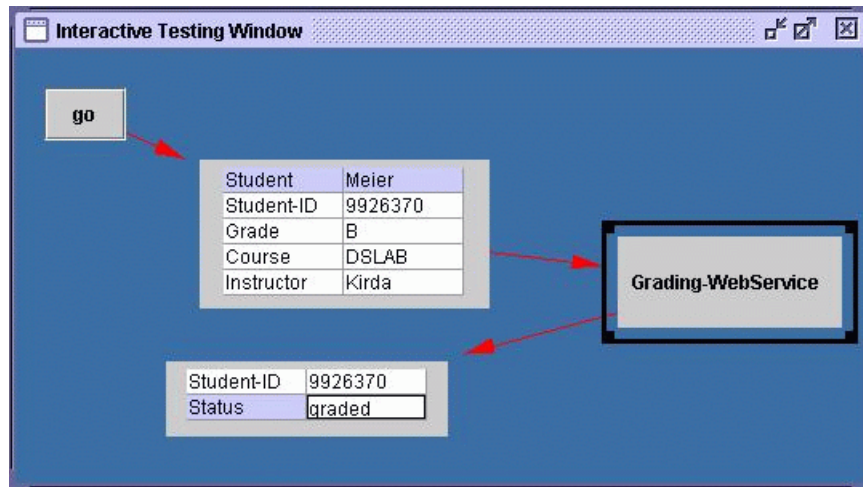 Interactive Testing Window
go
Student Meier
Student-ID 9926370
Grade B
Course DSLAB
Instructor Kirda
Grading-WebService
Student-ID 9926370
Status graded